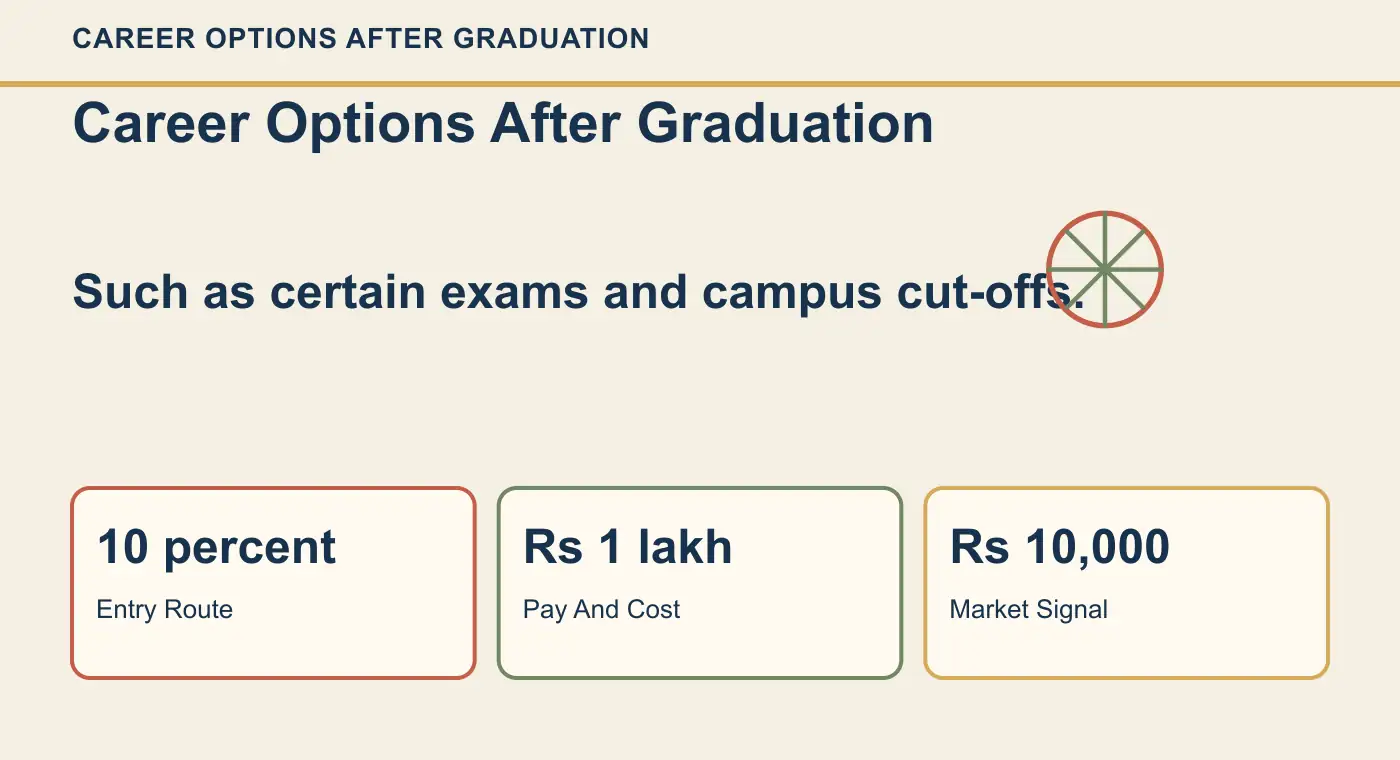 CAREER OPTIONS AFTER GRADUATION
Career Options After Graduation
Such as certain exams and campus cut-offs.
10 percent
Entry Route
Rs 1 lakh
Pay And Cost
Rs 10,000
Market Signal